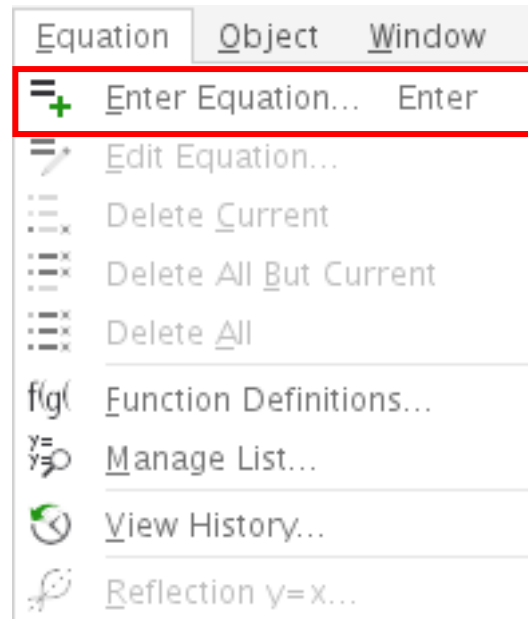 Equation Object Window
Enter Equation... Enter
Edit Equation...
Delete Current
Delete All But Current
Delete All
f(g( Function Definitions...
y= y= Manage List...
View History...
Reflection y=x...